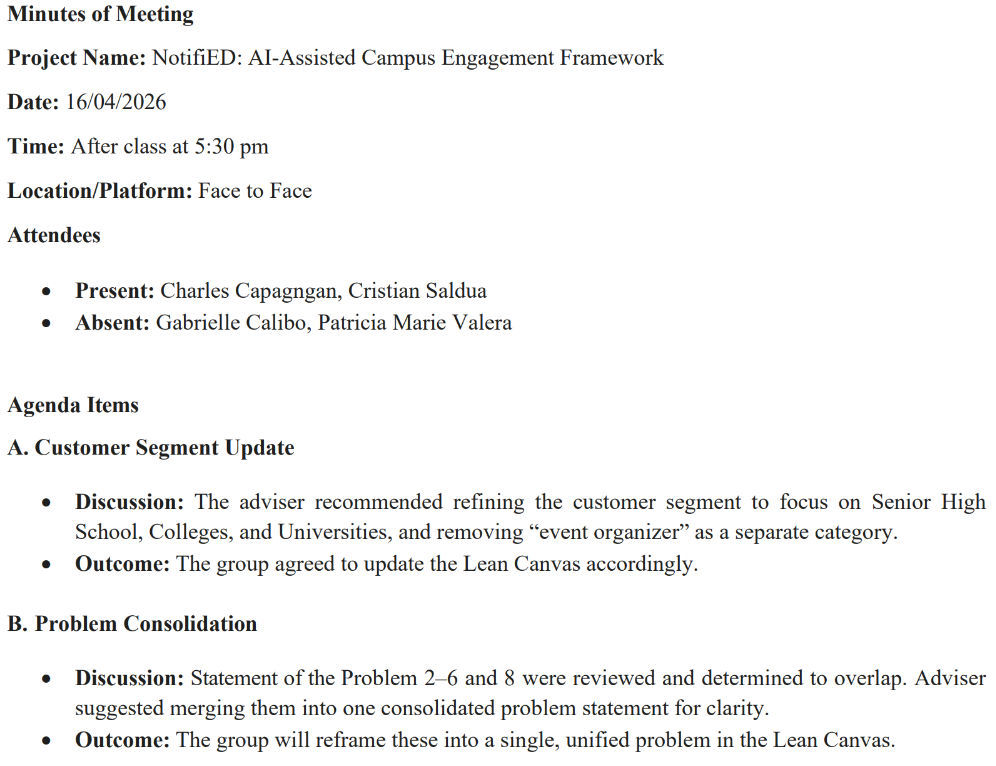 Minutes of Meeting
Project Name: NotifiED: AI-Assisted Campus Engagement Framework
Date: 16/04/2026
Time: After class at 5:30 pm
Location/Platform: Face to Face
Attendees
• Present: Charles Capagngan, Cristian Saldua
• Absent: Gabrielle Calibo, Patricia Marie Valera
Agenda Items
A. Customer Segment Update
• Discussion: The adviser recommended refining the customer segment to focus on Senior High
School, Colleges, and Universities, and removing “event organizer” as a separate category.
• Outcome: The group agreed to update the Lean Canvas accordingly.
B. Problem Consolidation
• Discussion: Statement of the Problem 2–6 and 8 were reviewed and determined to overlap. Adviser
suggested merging them into one consolidated problem statement for clarity.
• Outcome: The group will reframe these into a single, unified problem in the Lean Canvas.